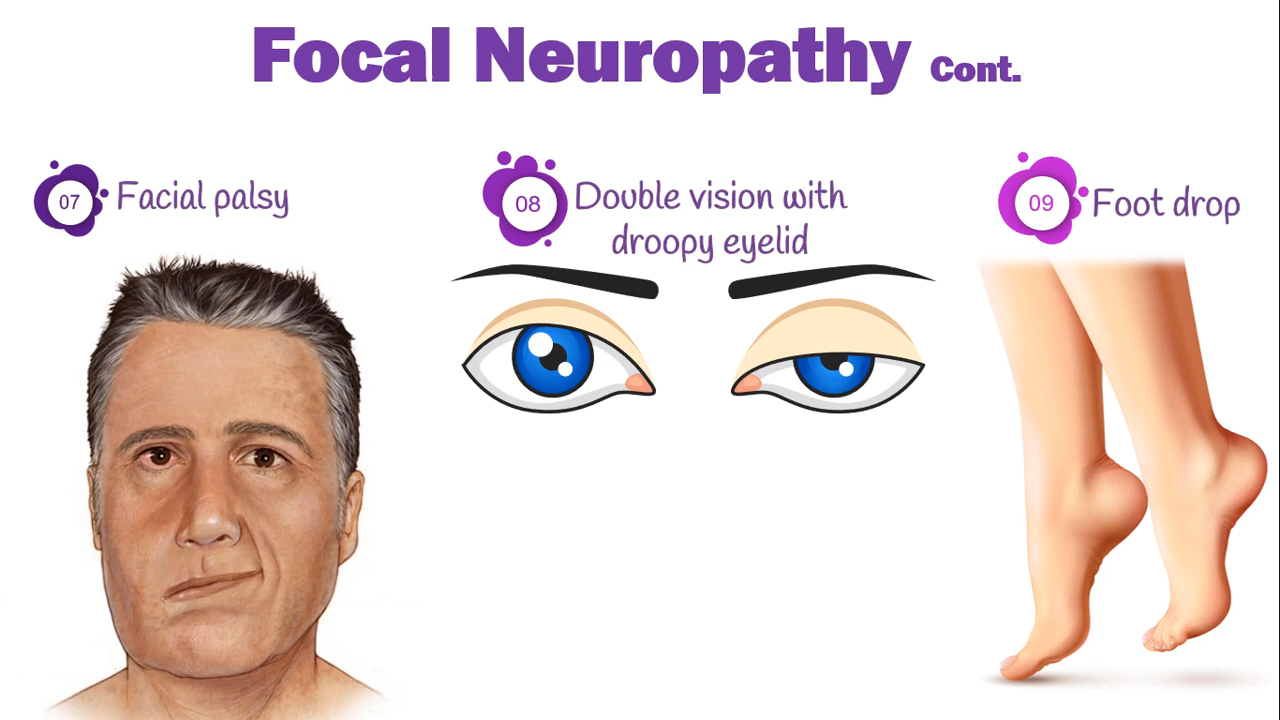 Focal Neuropathy Cont.
07 Facial palsy
08 Double vision with
droopy eyelid
09 Foot drop